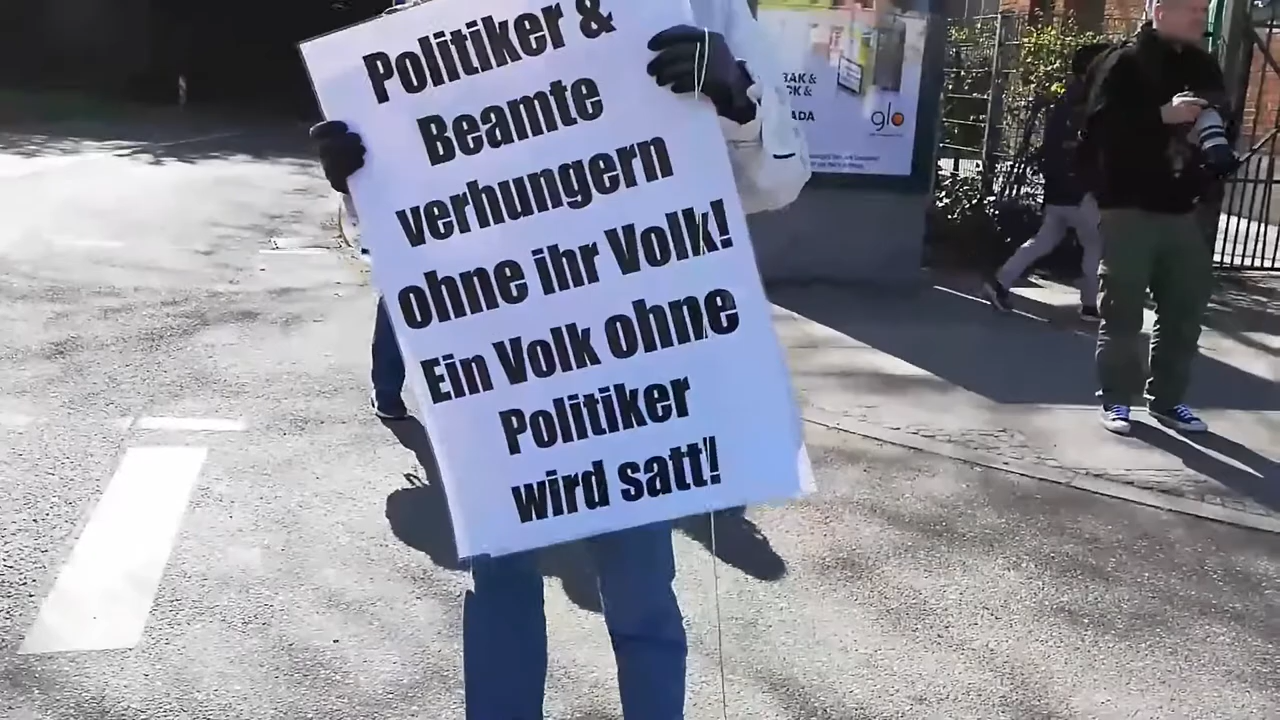 Politiker &
Beamte
verhungern
ohne ihr Volk!
Ein Volk ohne
Politiker
wird satt!
glo